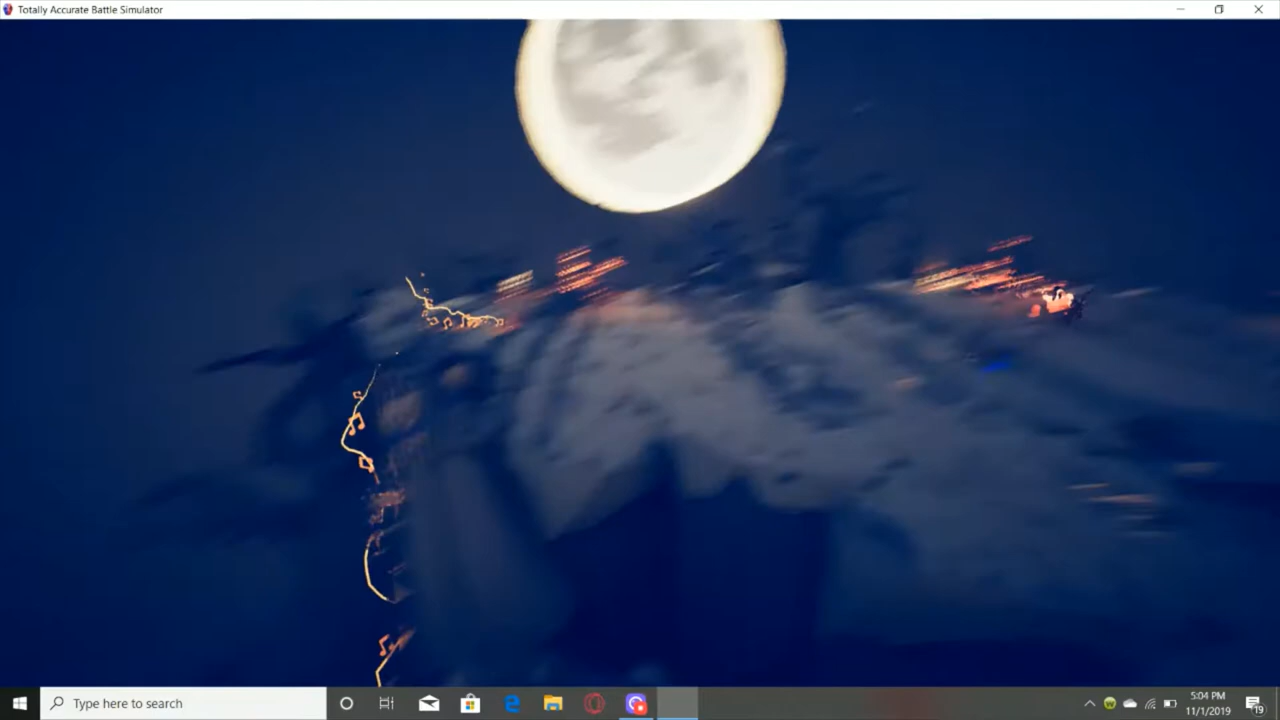 Totally Accurate Battle Simulator
Type here to search
5:04 PM
11/1/2019
19